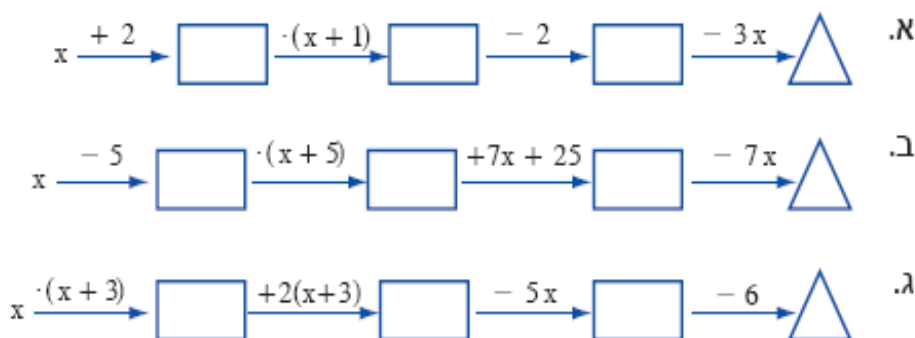 א. x + 2 ·(x + 1) − 2 − 3x
ב. x − 5 ·(x + 5) +7x + 25 − 7x
ג. x ·(x + 3) +2(x+3) − 5x − 6